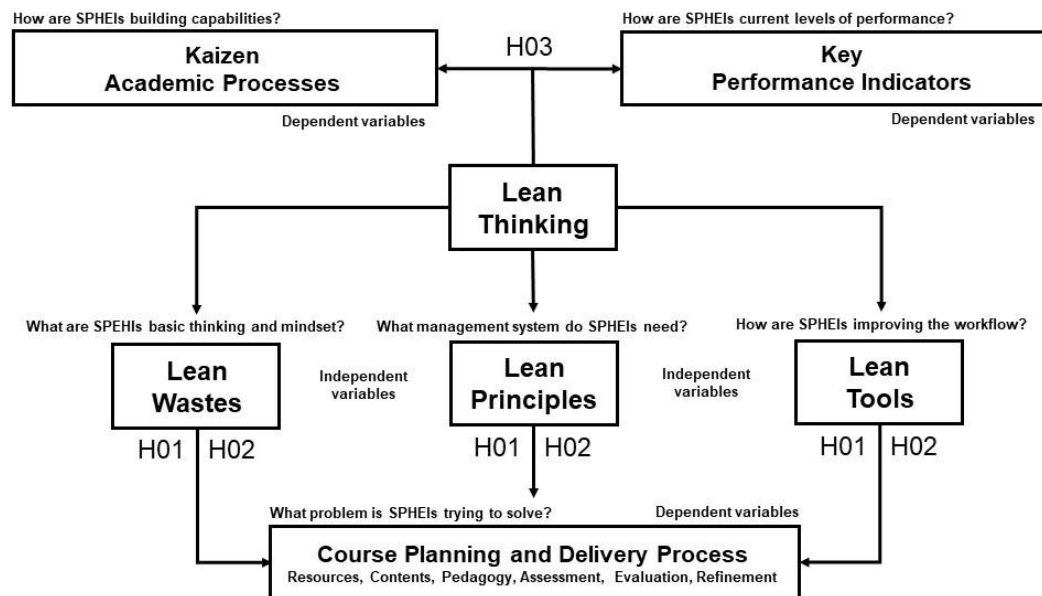 How are SPHEIs building capabilities?
How are SPHEIs current levels of performance?
Kaizen
Academic Processes
H03
Key
Performance Indicators
Dependent variables
Dependent variables
Lean
Thinking
What are SPEHIs basic thinking and mindset?
What management system do SPHEIs need?
How are SPHEIs improving the workflow?
Lean
Wastes
Independent
variables
Lean
Principles
Independent
variables
Lean
Tools
H01 H02
H01 H02
H01 H02
What problem is SPHEIs trying to solve?
Dependent variables
Course Planning and Delivery Process
Resources, Contents, Pedagogy, Assessment, Evaluation, Refinement